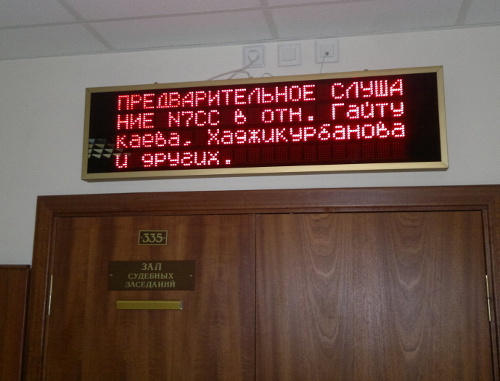 ПРЕДВАРИТЕЛЬНОЕ СЛУША
НИЕ N7СС в отн. Гайту
каева, Хаджикурбанова
и других.
335
ЗАЛ
СУДЕБНЫХ
ЗАСЕДАНИЙ